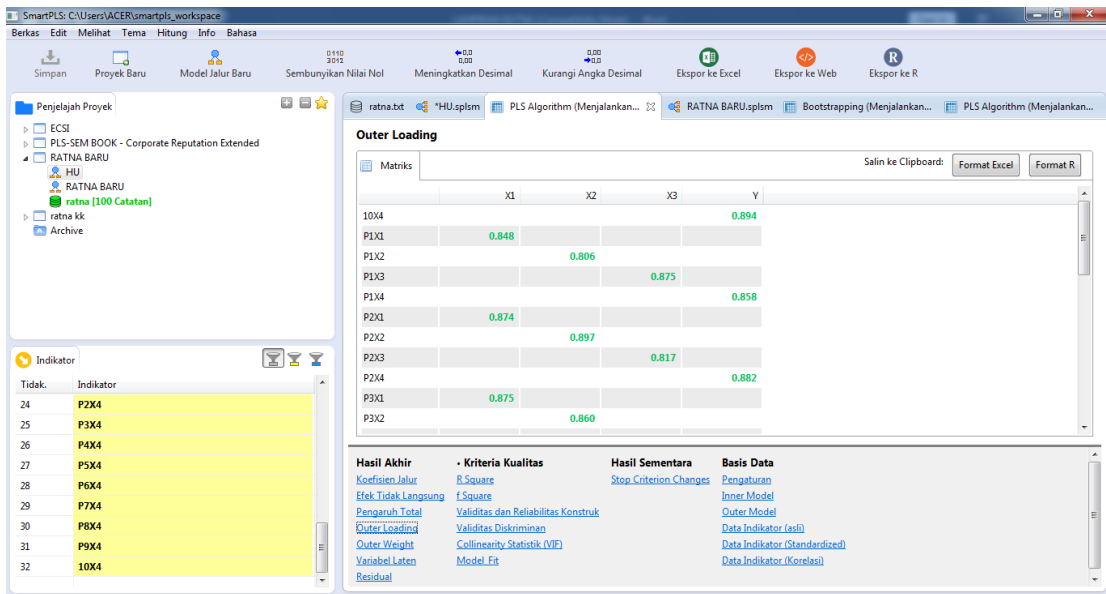 SmartPLS: C:\Users\ACER\smartpls_workspace
Berkas Edit Melihat Tema Hitung Info Bahasa
Simpan Proyek Baru Model Jalur Baru Sembunyikan Nilai Nol Meningkatkan Desimal Kurangi Angka Desimal Ekspor ke Excel Ekspor ke Web Ekspor ke R
Penjelajah Proyek
ECSI
PLS-SEM BOOK - Corporate Reputation Extended
RATNA BARU
HU
RATNA BARU
ratna [100 Catatan]
ratna kk
Archive
Indikator
Tidak. Indikator
24 P2X4
25 P3X4
26 P4X4
27 P5X4
28 P6X4
29 P7X4
30 P8X4
31 P9X4
32 10X4
ratna.txt *HU.splsm PLS Algorithm (Menjalankan... RATNA BARU.splsm Bootstrapping (Menjalankan... PLS Algorithm (Menjalankan...
Outer Loading
Matriks Salin ke Clipboard: Format Excel Format R
X1 X2 X3 Y
10X4 0.894
P1X1 0.848
P1X2 0.806
P1X3 0.875
P1X4 0.858
P2X1 0.874
P2X2 0.897
P2X3 0.817
P2X4 0.882
P3X1 0.875
P3X2 0.860
Hasil Akhir • Kriteria Kualitas Hasil Sementara Basis Data
Koefisien Jalur R Square Stop Criterion Changes Pengaturan
Efek Tidak Langsung f Square Inner Model
Pengaruh Total Validitas dan Reliabilitas Konstruk Outer Model
Outer Loading Validitas Diskriminan Data Indikator (asli)
Outer Weight Collinearity Statistik (VIF) Data Indikator (Standardized)
Variabel Laten Model_Fit Data Indikator (Korelasi)
Residual